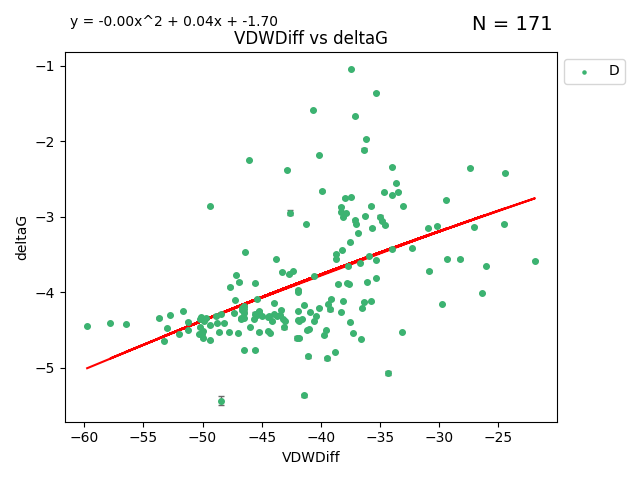 y = -0.00x^2 + 0.04x + -1.70
N = 171
VDWDiff vs deltaG
D
deltaG
−1
−2
−3
−4
−5
−60
−55
−50
−45
−40
−35
−30
−25
VDWDiff